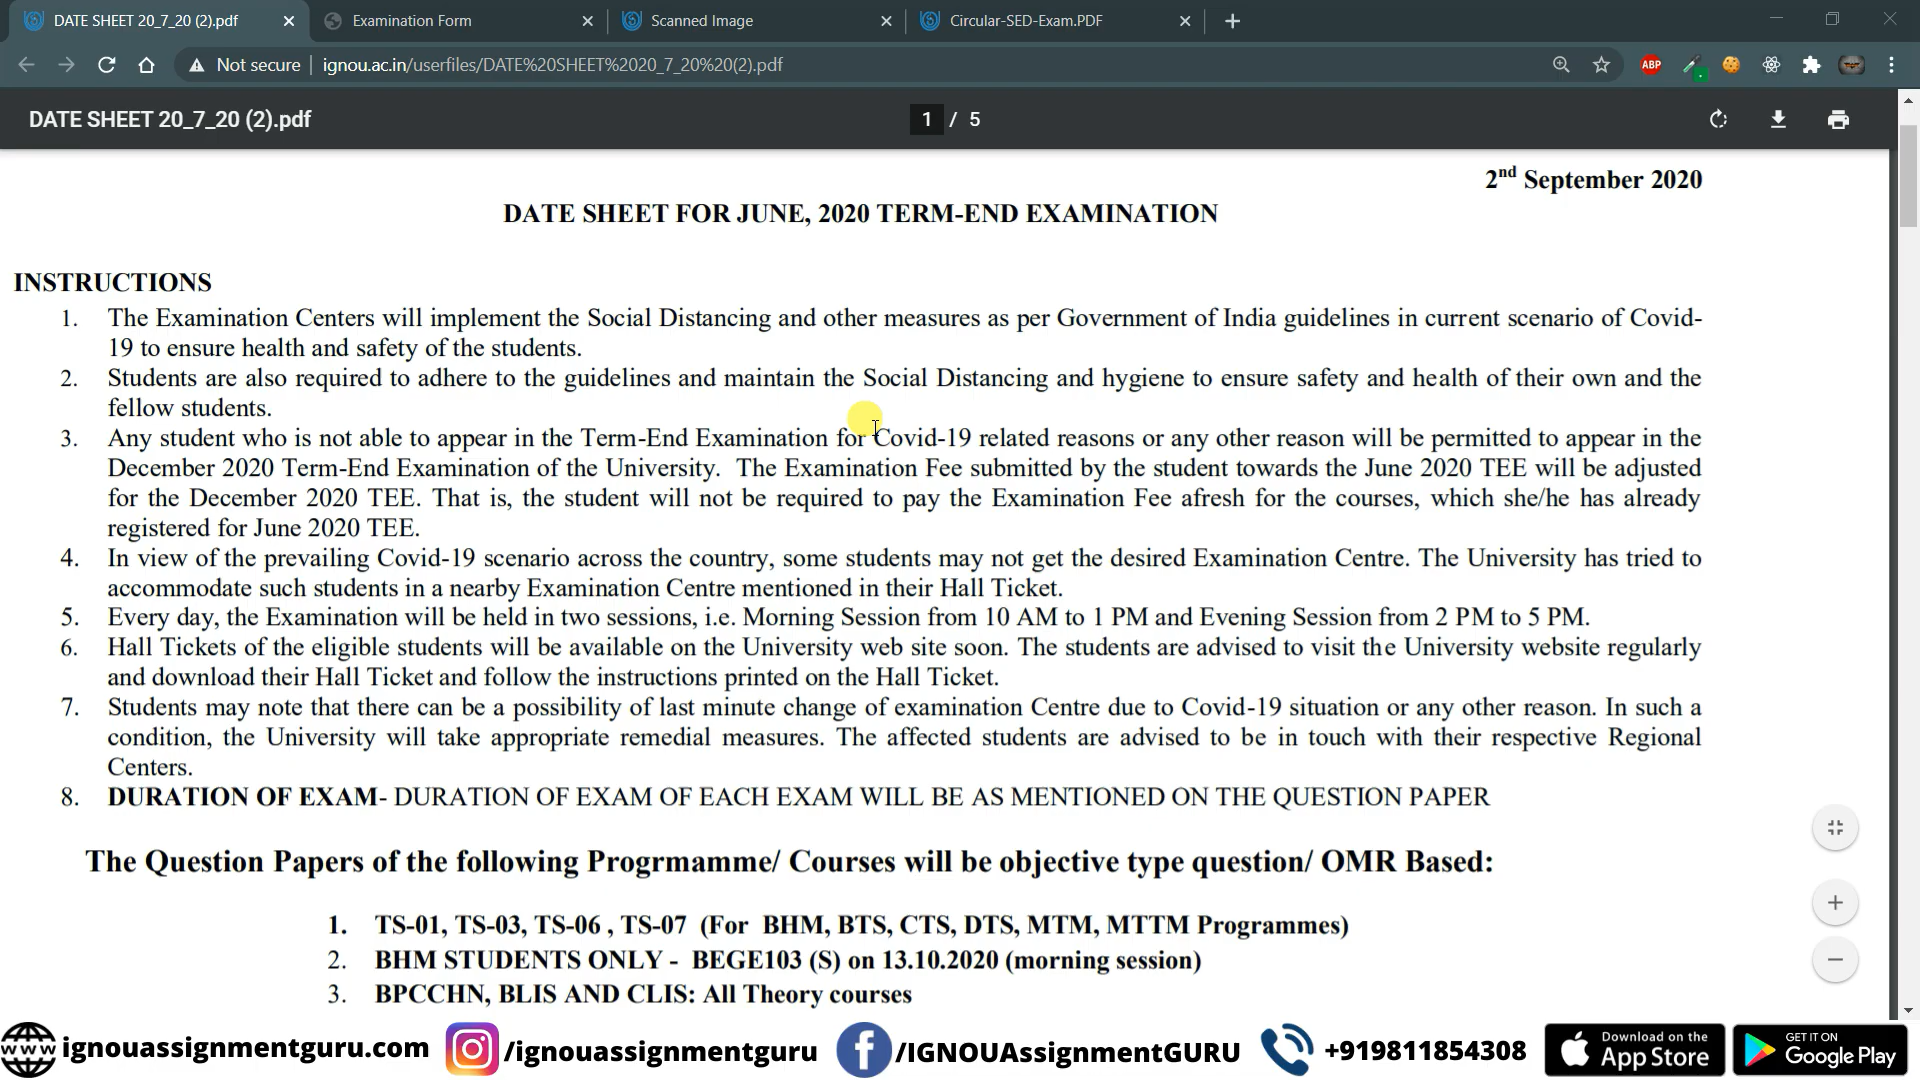 DATE SHEET 20_7_20 (2).pdf
Examination Form
Scanned Image
Circular-SED-Exam.PDF
Not secure
ignou.ac.in/userfiles/DATE%20SHEET%2020_7_20%20(2).pdf
ABP
DATE SHEET 20_7_20 (2).pdf
1 / 5
2nd September 2020
DATE SHEET FOR JUNE, 2020 TERM-END EXAMINATION
INSTRUCTIONS
1. The Examination Centers will implement the Social Distancing and other measures as per Government of India guidelines in current scenario of Covid-
19 to ensure health and safety of the students.
2. Students are also required to adhere to the guidelines and maintain the Social Distancing and hygiene to ensure safety and health of their own and the
fellow students.
3. Any student who is not able to appear in the Term-End Examination for Covid-19 related reasons or any other reason will be permitted to appear in the
December 2020 Term-End Examination of the University. The Examination Fee submitted by the student towards the June 2020 TEE will be adjusted
for the December 2020 TEE. That is, the student will not be required to pay the Examination Fee afresh for the courses, which she/he has already
registered for June 2020 TEE.
4. In view of the prevailing Covid-19 scenario across the country, some students may not get the desired Examination Centre. The University has tried to
accommodate such students in a nearby Examination Centre mentioned in their Hall Ticket.
5. Every day, the Examination will be held in two sessions, i.e. Morning Session from 10 AM to 1 PM and Evening Session from 2 PM to 5 PM.
6. Hall Tickets of the eligible students will be available on the University web site soon. The students are advised to visit the University website regularly
and download their Hall Ticket and follow the instructions printed on the Hall Ticket.
7. Students may note that there can be a possibility of last minute change of examination Centre due to Covid-19 situation or any other reason. In such a
condition, the University will take appropriate remedial measures. The affected students are advised to be in touch with their respective Regional
Centers.
8. DURATION OF EXAM- DURATION OF EXAM OF EACH EXAM WILL BE AS MENTIONED ON THE QUESTION PAPER
The Question Papers of the following Progrmamme/ Courses will be objective type question/ OMR Based:
1. TS-01, TS-03, TS-06 , TS-07 (For BHM, BTS, CTS, DTS, MTM, MTTM Programmes)
2. BHM STUDENTS ONLY - BEGE103 (S) on 13.10.2020 (morning session)
3. BPCCHN, BLIS AND CLIS: All Theory courses
www ignouassignmentguru.com
/ignouassignmentguru
/IGNOUAssignmentGURU
+919811854308
Download on the
App Store
GET IT ON
Google Play